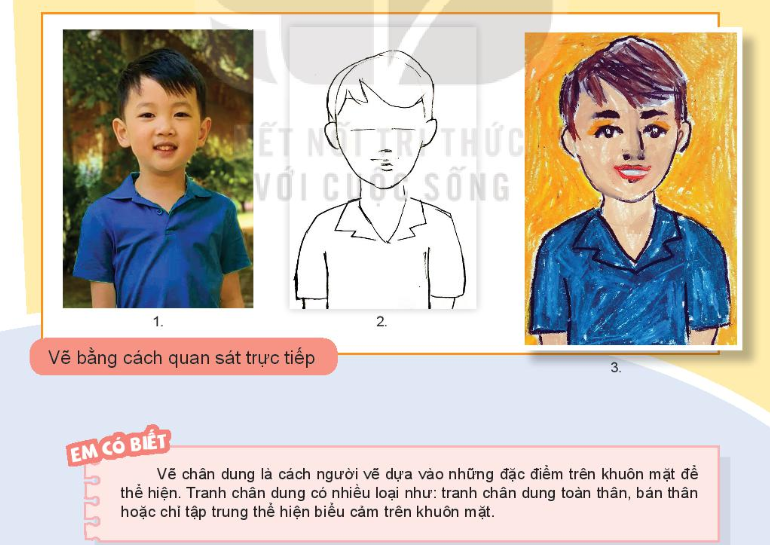 KẾT NỐI TRI THỨC
VỚI CUỘC SỐNG
1.
2.
3.
Vẽ bằng cách quan sát trực tiếp
EM CÓ BIẾT
Vẽ chân dung là cách người vẽ dựa vào những đặc điểm trên khuôn mặt để
thể hiện. Tranh chân dung có nhiều loại như: tranh chân dung toàn thân, bán thân
hoặc chỉ tập trung thể hiện biểu cảm trên khuôn mặt.